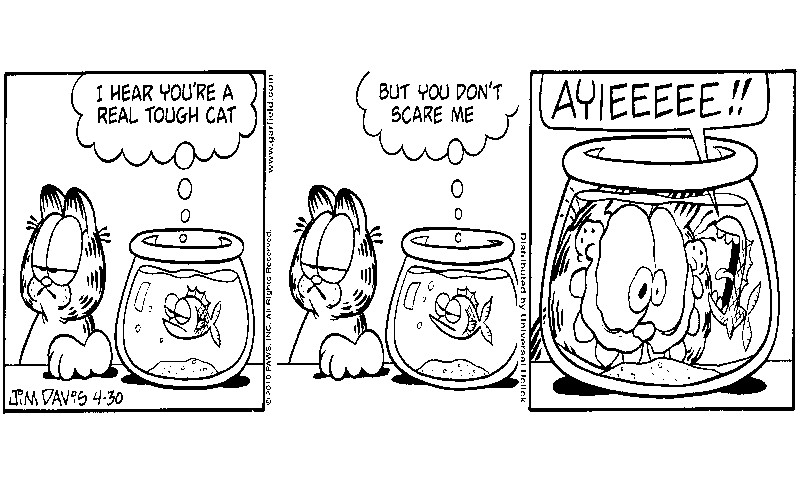 I HEAR YOU'RE A
REAL TOUGH CAT
JIM DAVIS 4-30
www.garfield.com
© 2010 PAWS, INC. All Rights Reserved.
BUT YOU DON'T
SCARE ME
Distributed by Universal Uclick
AYIEEEEE!!